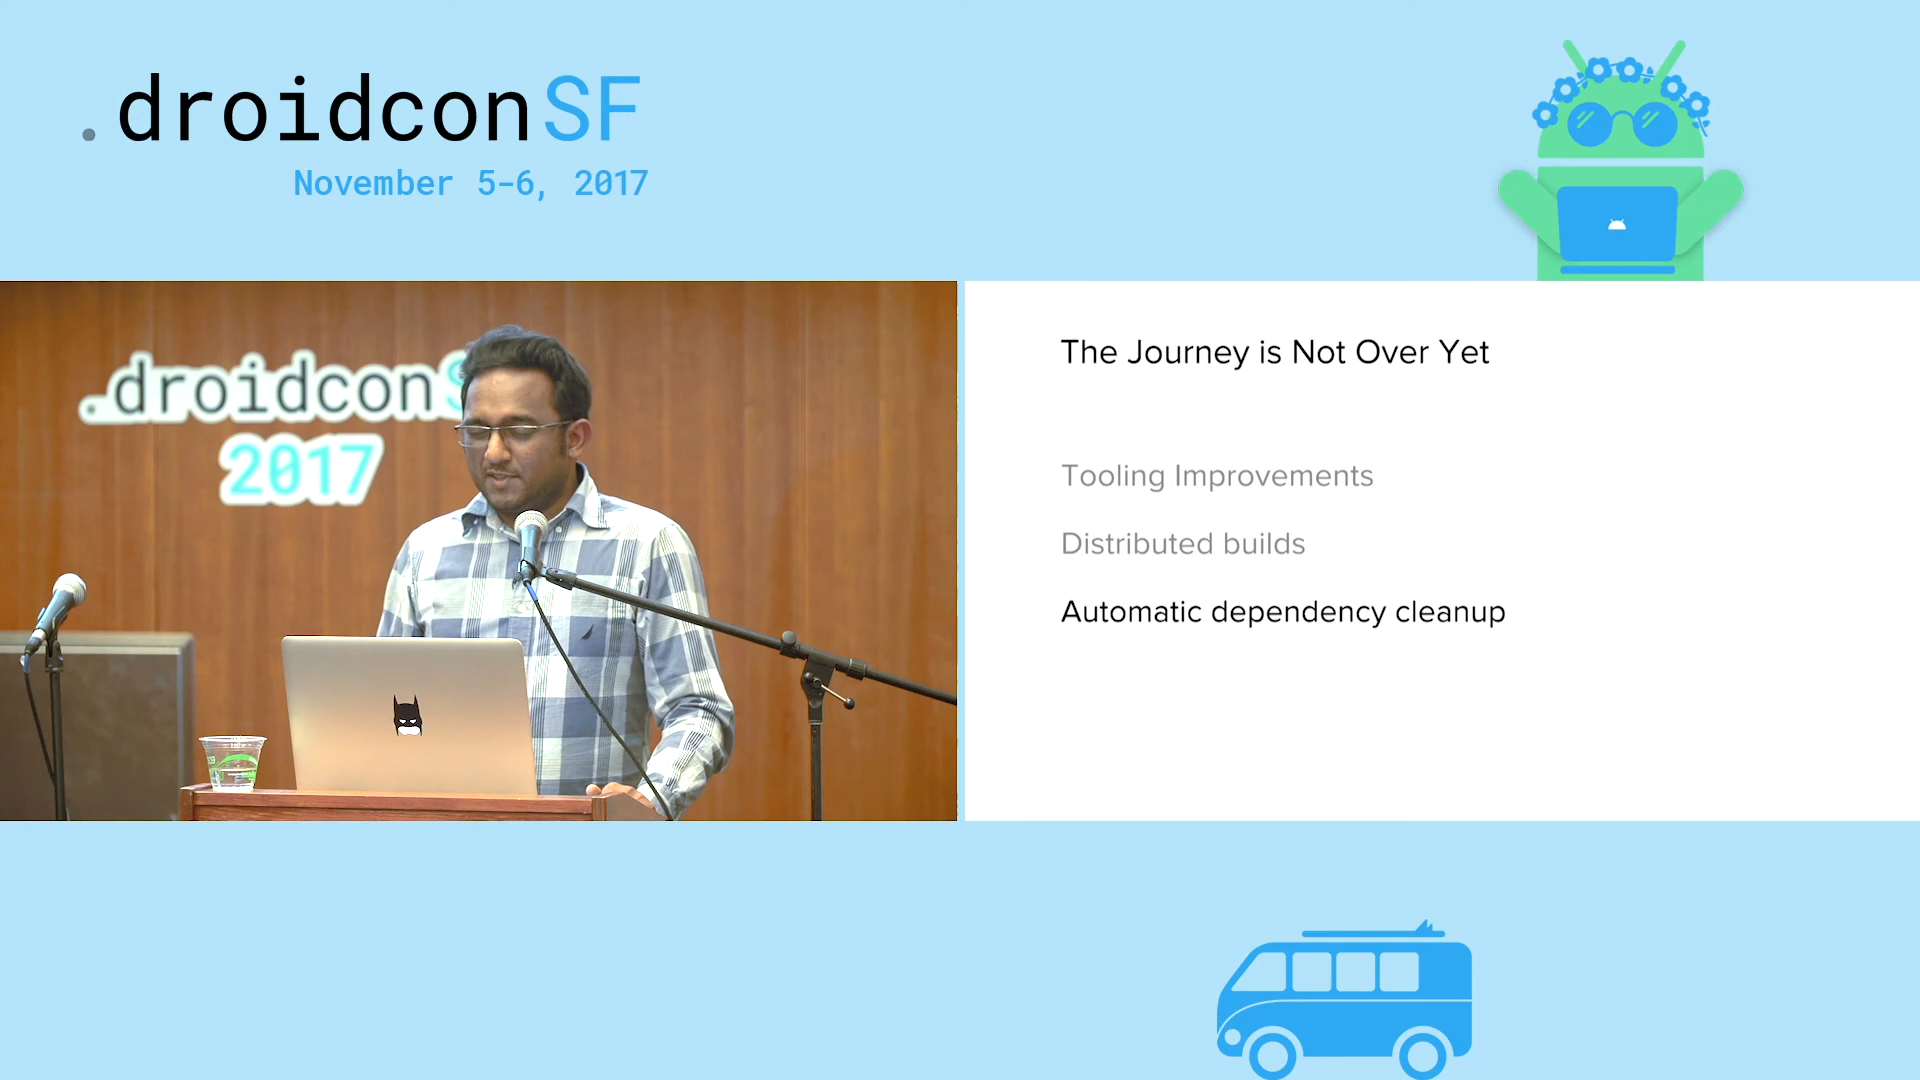 .droidconSF
November 5-6, 2017
.droidconS
2017
The Journey is Not Over Yet
Tooling Improvements
Distributed builds
Automatic dependency cleanup